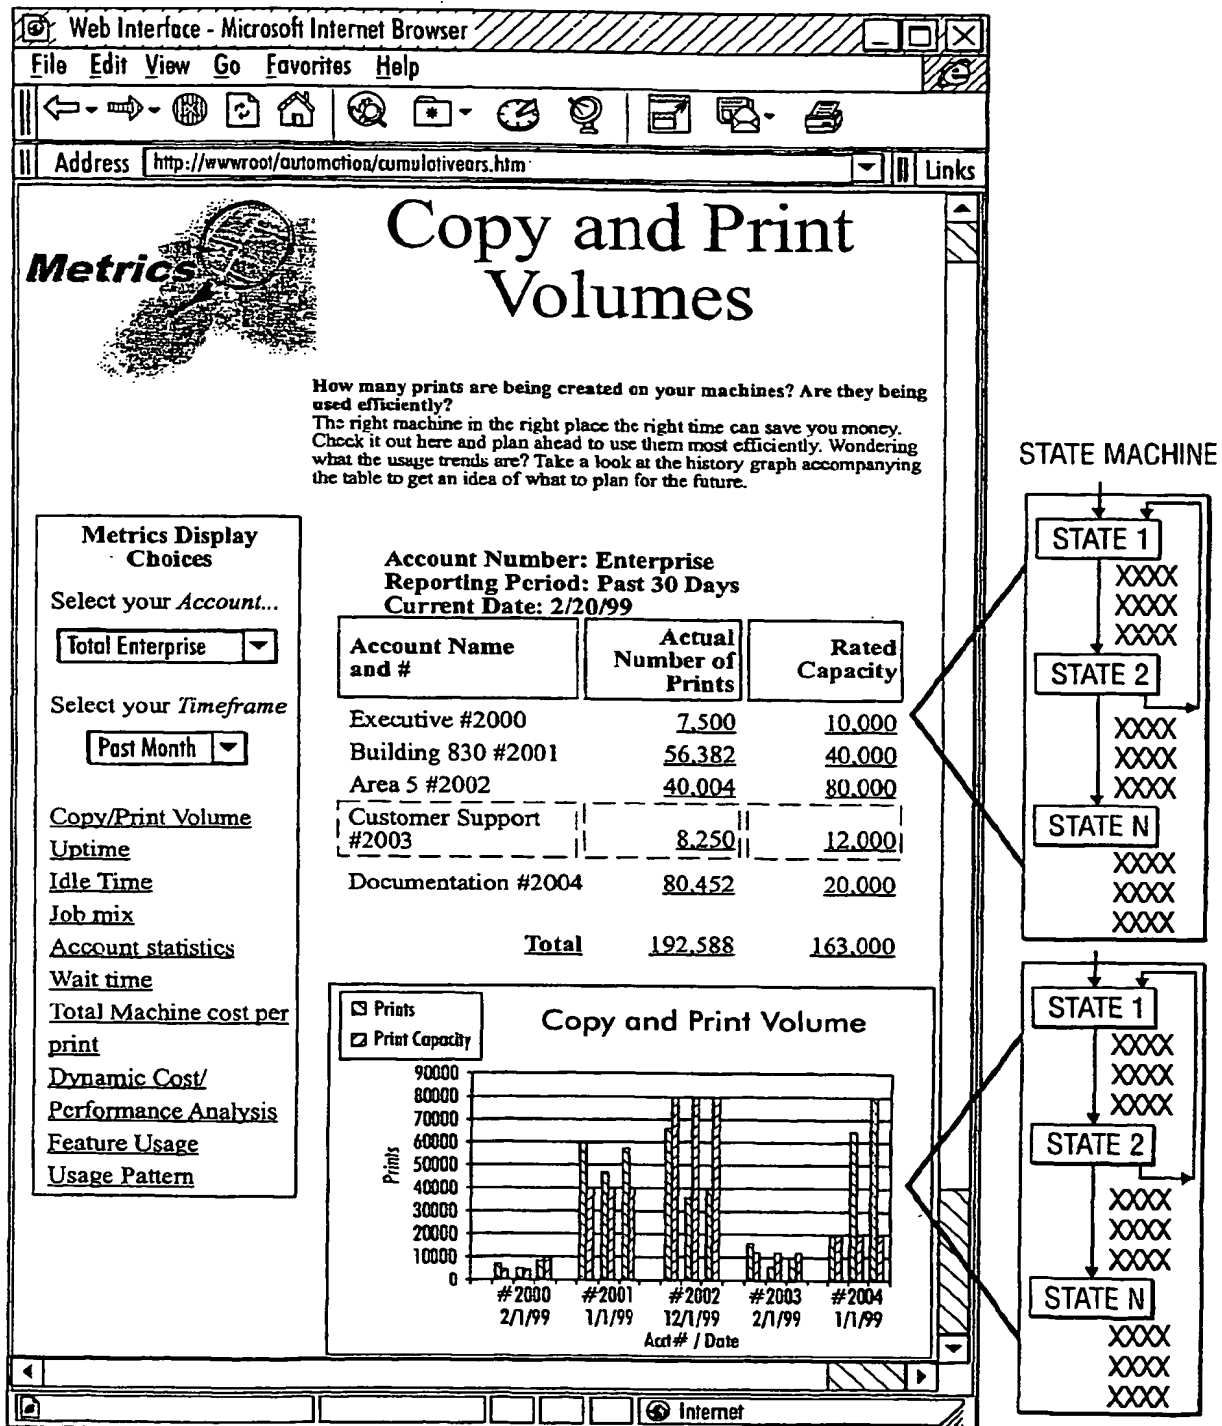 Web Interface - Microsoft Internet Browser
File Edit View Go Favorites Help
Address http://wwwroot/automation/cumulativears.htm
Links
Metrics
Copy and Print
Volumes
How many prints are being created on your machines? Are they being
used efficiently?
The right machine in the right place the right time can save you money.
Check it out here and plan ahead to use them most efficiently. Wondering
what the usage trends are? Take a look at the history graph accompanying
the table to get an idea of what to plan for the future.
Metrics Display
Choices
Select your Account...
Total Enterprise
Select your Timeframe
Past Month
Copy/Print Volume
Uptime
Idle Time
Job mix
Account statistics
Wait time
Total Machine cost per
print
Dynamic Cost/
Performance Analysis
Feature Usage
Usage Pattern
Account Number: Enterprise
Reporting Period: Past 30 Days
Current Date: 2/20/99
Account Name and # Actual Number of Prints Rated Capacity
Executive #2000 7,500 10,000
Building 830 #2001 56,382 40,000
Area 5 #2002 40,004 80,000
Customer Support
#2003 8,250 12,000
Documentation #2004 80,452 20,000
Total 192,588 163,000
Prints
Print Capacity
Copy and Print Volume
90000
80000
70000
60000
50000
40000
30000
20000
10000
0
Prints
#2000 #2001 #2002 #2003 #2004
2/1/99 1/1/99 12/1/99 2/1/99 1/1/99
Acct# / Date
Internet
STATE MACHINE
STATE 1
XXXX
XXXX
XXXX
STATE 2
XXXX
XXXX
XXXX
STATE N
XXXX
XXXX
XXXX
STATE 1
XXXX
XXXX
XXXX
STATE 2
XXXX
XXXX
XXXX
STATE N
XXXX
XXXX
XXXX